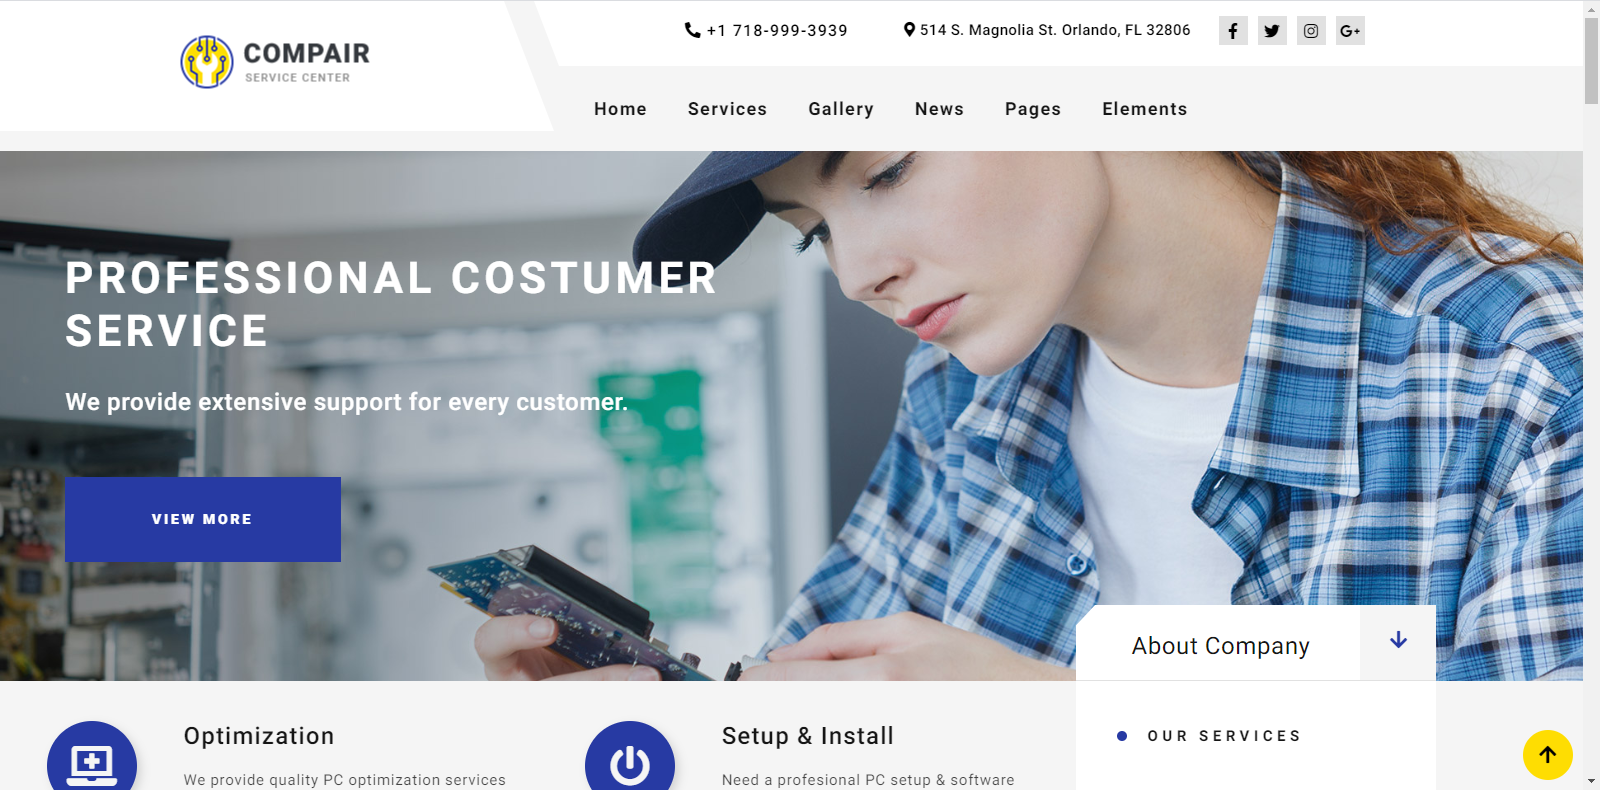 COMPAIR
SERVICE CENTER
+1 718-999-3939
514 S. Magnolia St. Orlando, FL 32806
G+
Home Services Gallery News Pages Elements
PROFESSIONAL COSTUMER
SERVICE
We provide extensive support for every customer.
VIEW MORE
About Company
Optimization
We provide quality PC optimization services
Setup & Install
Need a profesional PC setup & software
OUR SERVICES